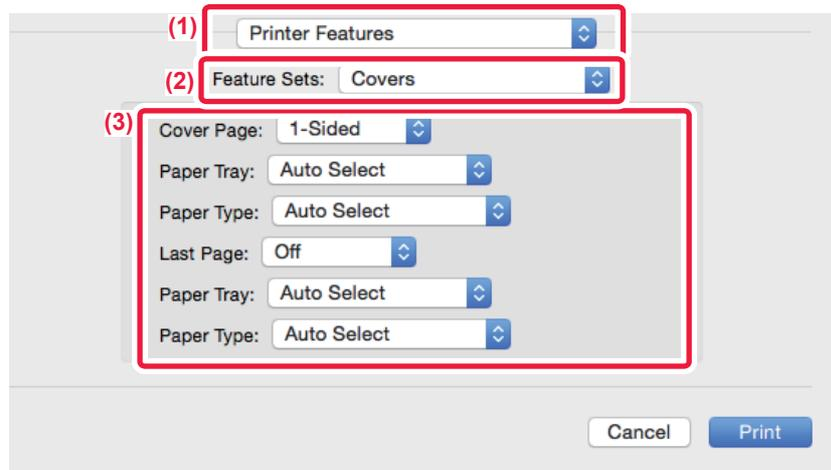 (1) Printer Features
(2) Feature Sets: Covers
(3)
Cover Page: 1-Sided
Paper Tray: Auto Select
Paper Type: Auto Select
Last Page: Off
Paper Tray: Auto Select
Paper Type: Auto Select
Cancel Print